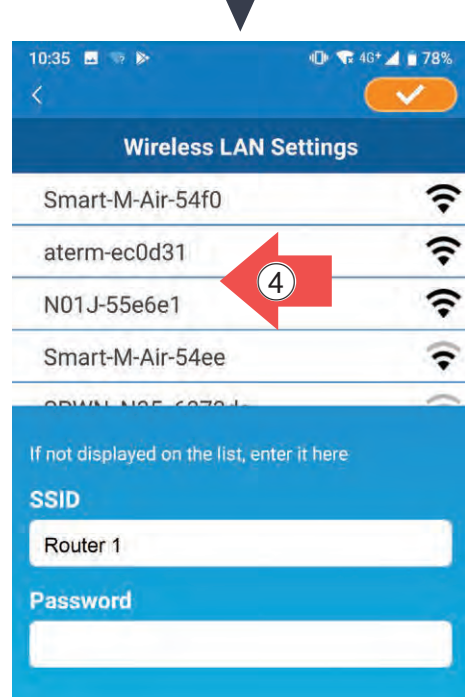 10:35 4G+ 78%
Wireless LAN Settings
Smart-M-Air-54f0
aterm-ec0d31
④
N01J-55e6e1
Smart-M-Air-54ee
If not displayed on the list, enter it here
SSID
Router 1
Password